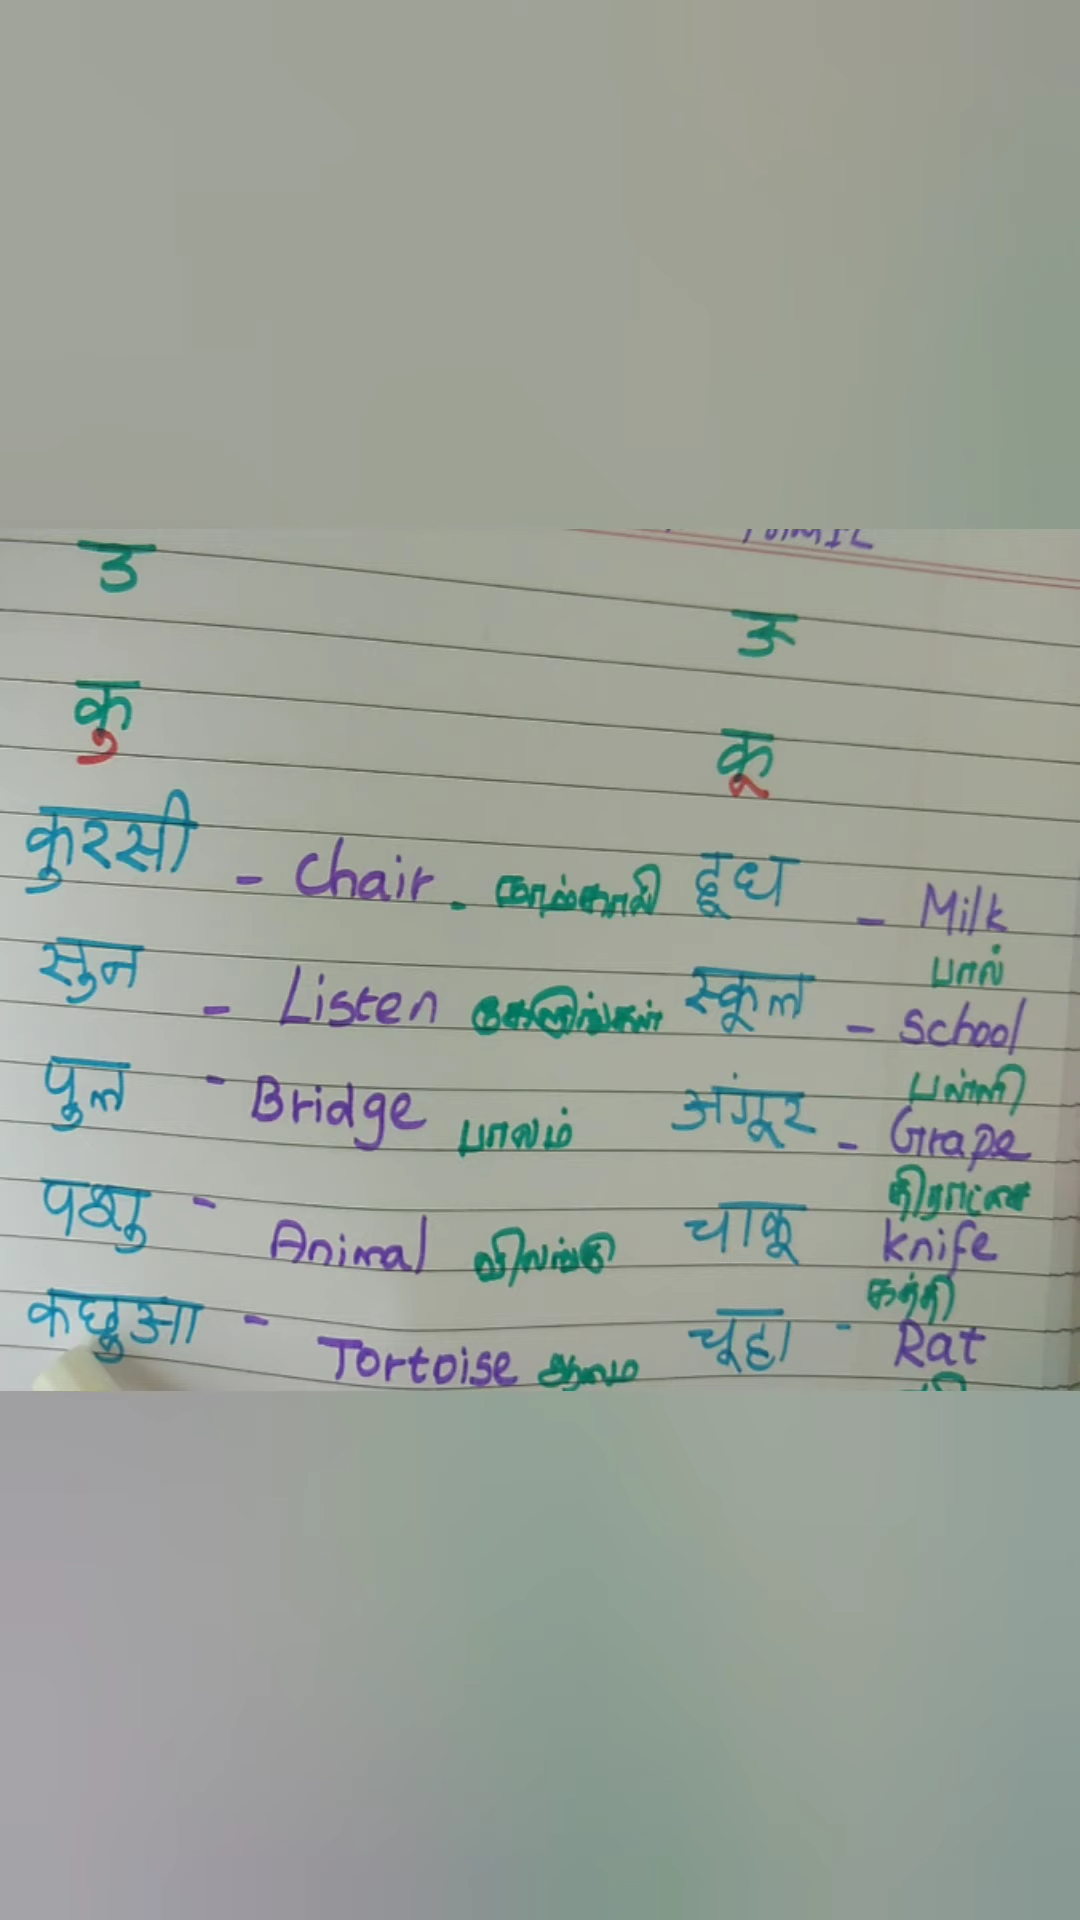 Tamil
उ
ऊ
कु
कू
कुरसी - Chair - நாற்காலி
दूध - Milk
பால்
सुन - Listen கேளுங்கள்
स्कूल - School
பள்ளி
पुल - Bridge பாலம்
अंगूर - Grape
திராட்சை
पशु - Animal விலங்கு
चाकू knife
கத்தி
कछुआ - Tortoise ஆமை
चूहा - Rat